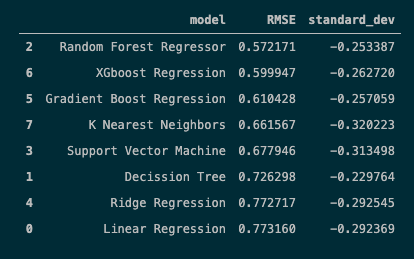 model RMSE standard_dev
2 Random Forest Regressor 0.572171 -0.253387
6 XGboost Regression 0.599947 -0.262720
5 Gradient Boost Regression 0.610428 -0.257059
7 K Nearest Neighbors 0.661567 -0.320223
3 Support Vector Machine 0.677946 -0.313498
1 Decission Tree 0.726298 -0.229764
4 Ridge Regression 0.772717 -0.292545
0 Linear Regression 0.773160 -0.292369